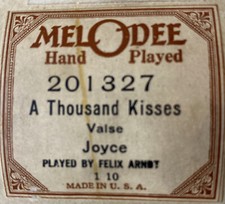 MELODEE
Hand Played
201327
A Thousand Kisses
Valse
Joyce
PLAYED BY FELIX ARNDT
1 10
MADE IN U. S. A.